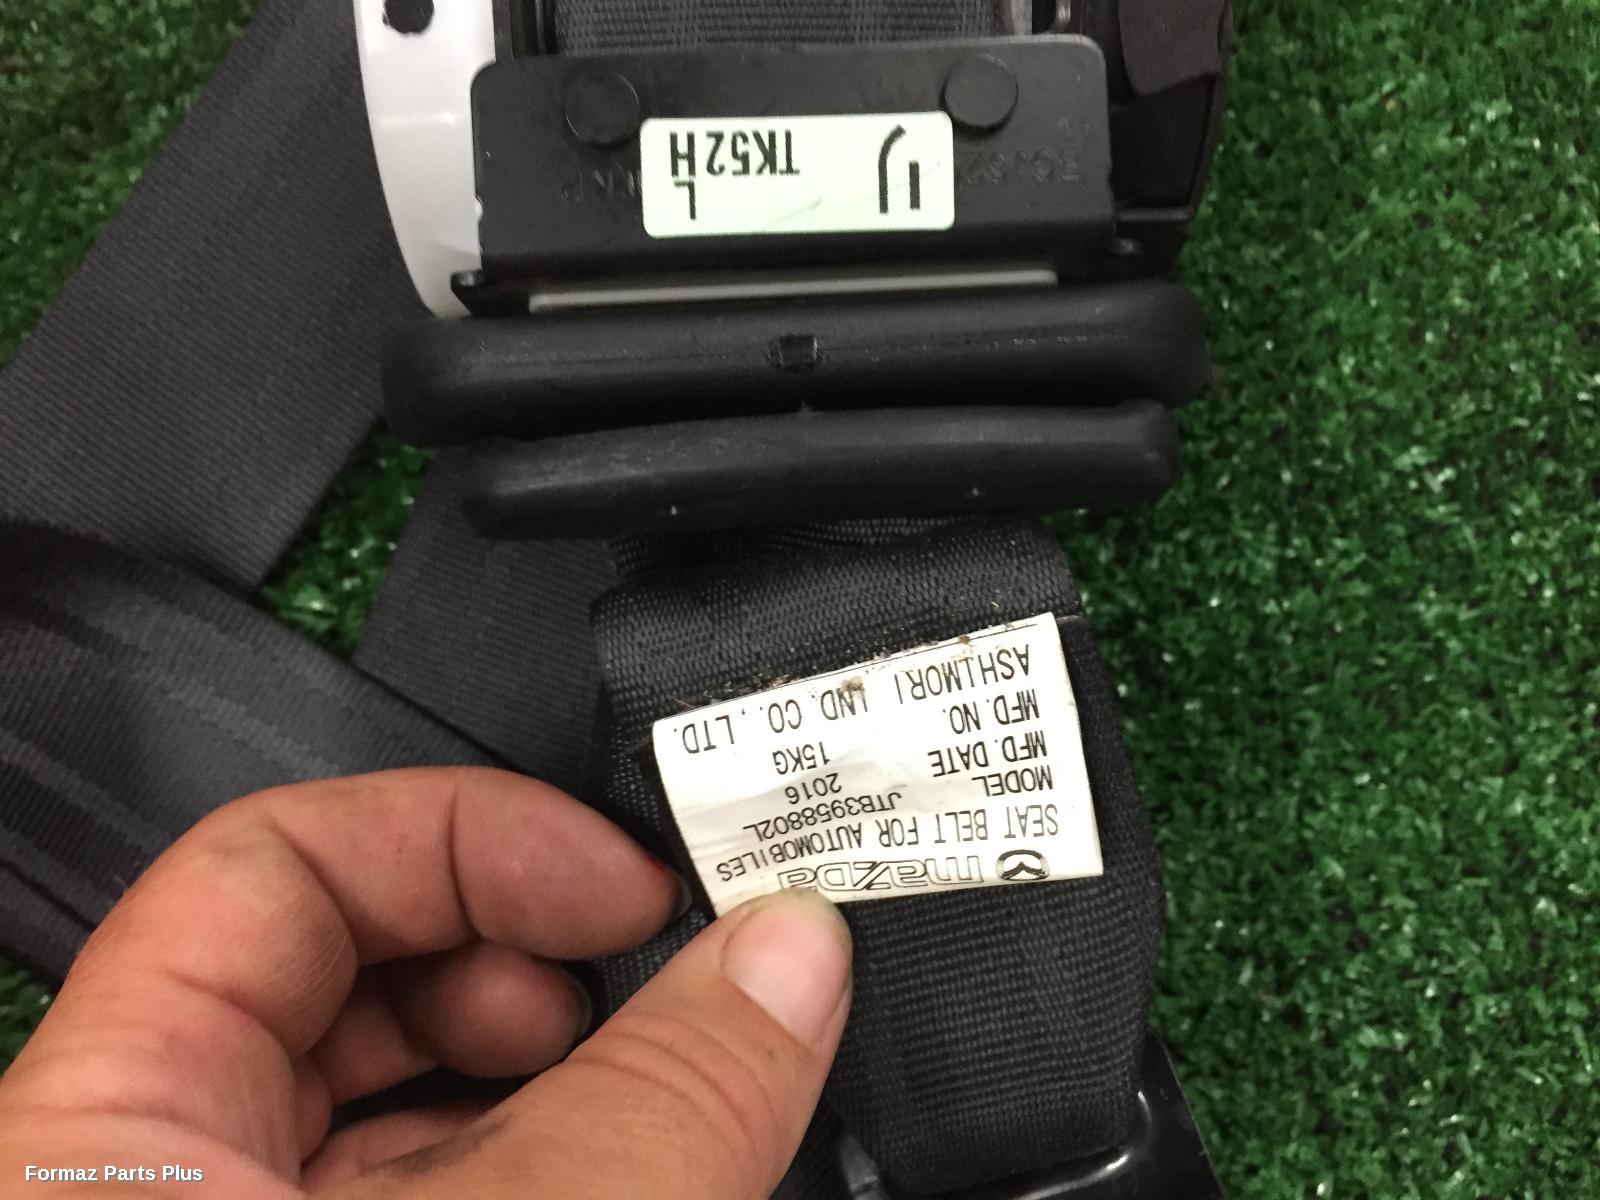 TK52H
L
mazda
SEAT BELT FOR AUTOMOBILES
MODEL JTB3958802L
MFD. DATE 2016
MFD. NO. 15KG
ASHIMORI IND. CO., LTD.
Formaz Parts Plus